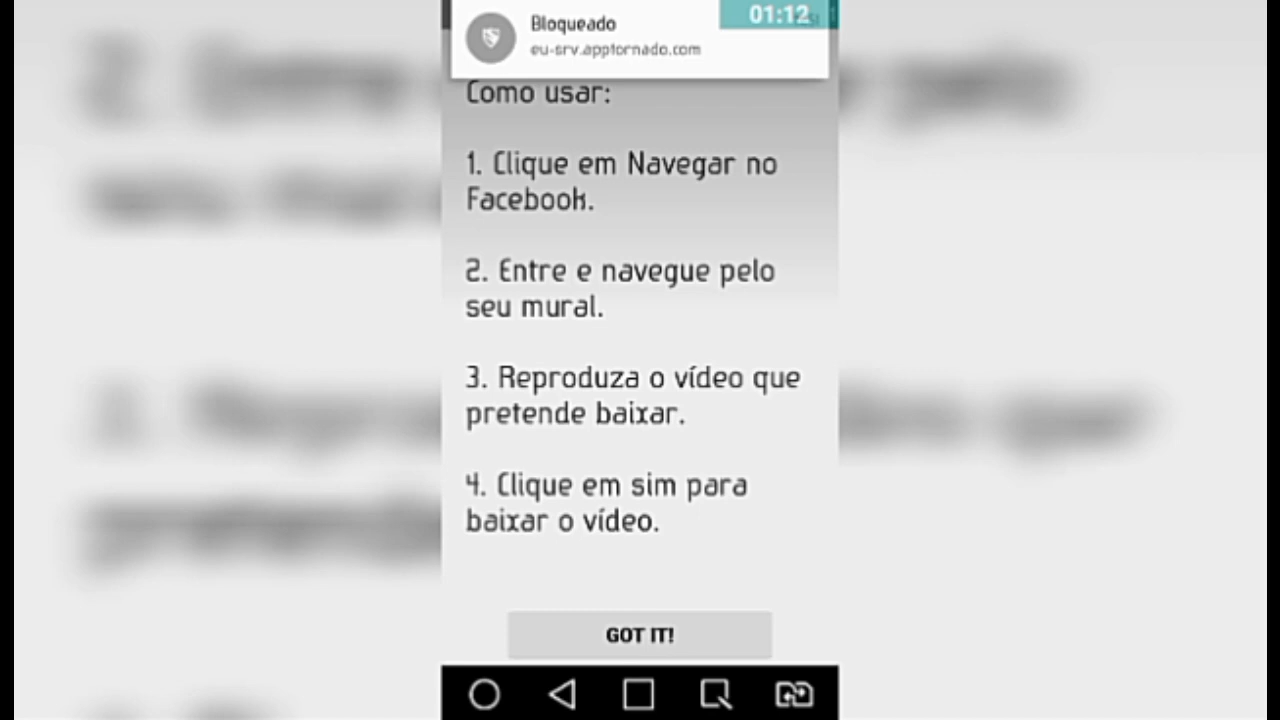 01:12
Bloqueado
eu-srv.apptornado.com
Como usar:
1. Clique em Navegar no
Facebook.
2. Entre e navegue pelo
seu mural.
3. Reproduza o vídeo que
pretende baixar.
4. Clique em sim para
baixar o vídeo.
GOT IT!